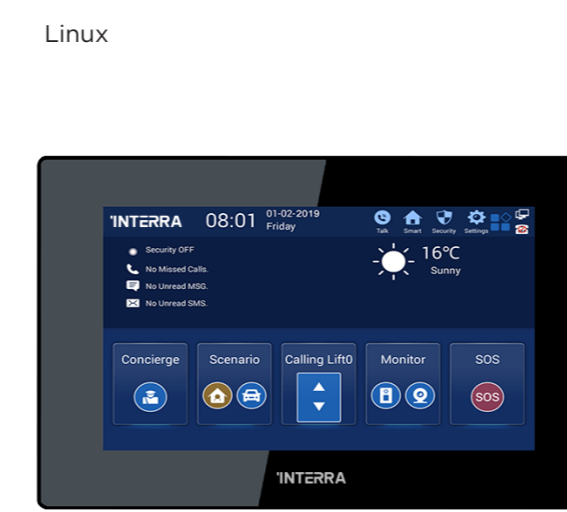 Linux
INTERRA 08:01 01-02-2019
Friday
Talk Smart Security Settings
Security OFF
No Missed Calls.
No Unread MSG.
No Unread SMS.
16°C
Sunny
Concierge Scenario Calling Lift0 Monitor SOS
SOS
INTERRA